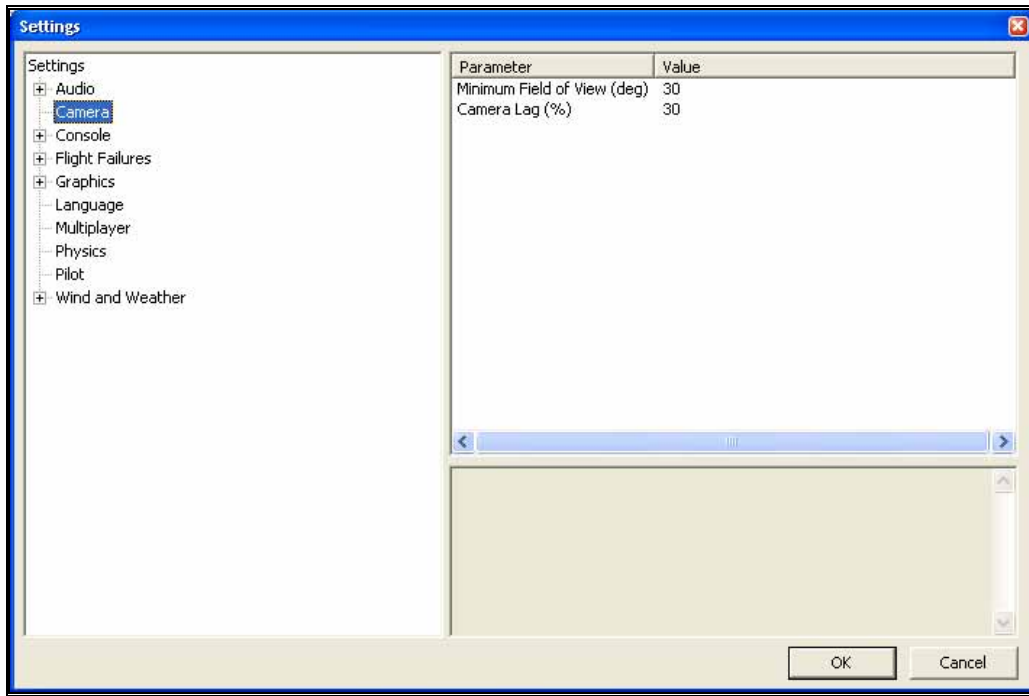 Settings
Settings
Audio
Camera
Console
Flight Failures
Graphics
Language
Multiplayer
Physics
Pilot
Wind and Weather
Parameter Value
Minimum Field of View (deg) 30
Camera Lag (%) 30
OK Cancel